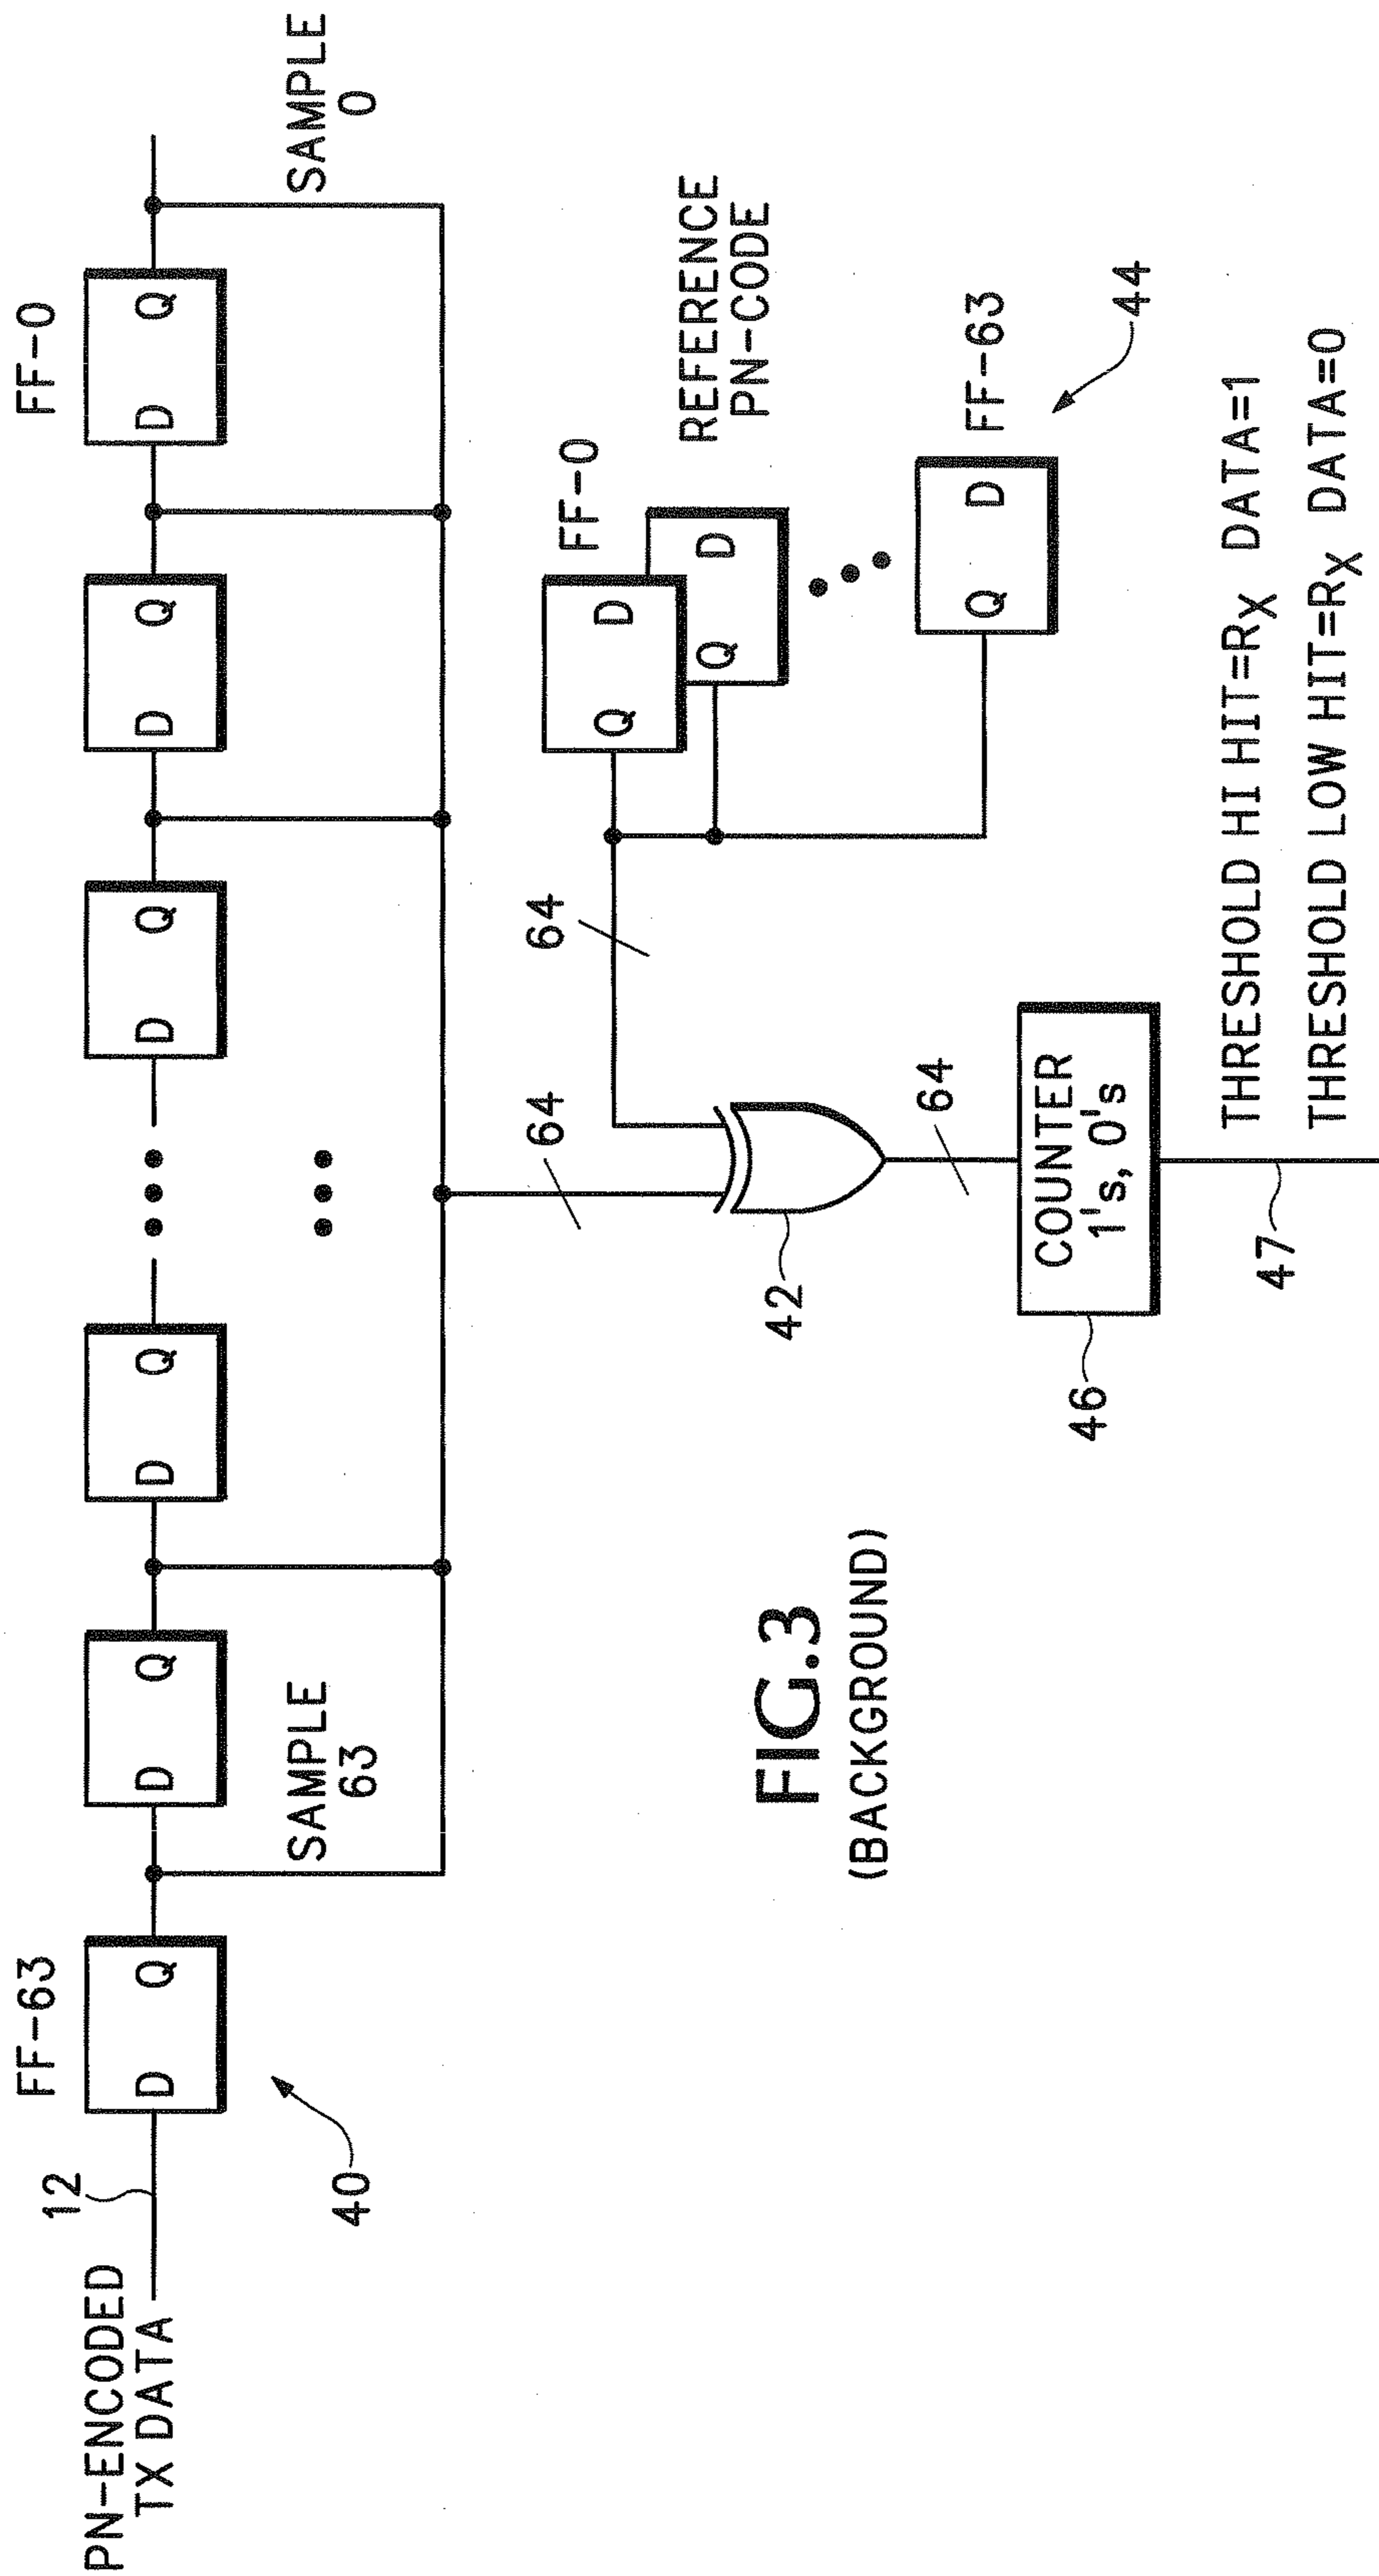 FF-63
FF-0
12
PN-ENCODED
TX DATA
D Q
D Q
D Q
D Q
D Q
D Q
40
SAMPLE
63
SAMPLE
0
64
64
FF-0
Q D
Q D
REFERENCE
PN-CODE
42
64
FF-63
Q D
44
46
COUNTER
1's, 0's
47
THRESHOLD HI HIT=RX DATA=1
THRESHOLD LOW HIT=RX DATA=0
FIG.3
(BACKGROUND)